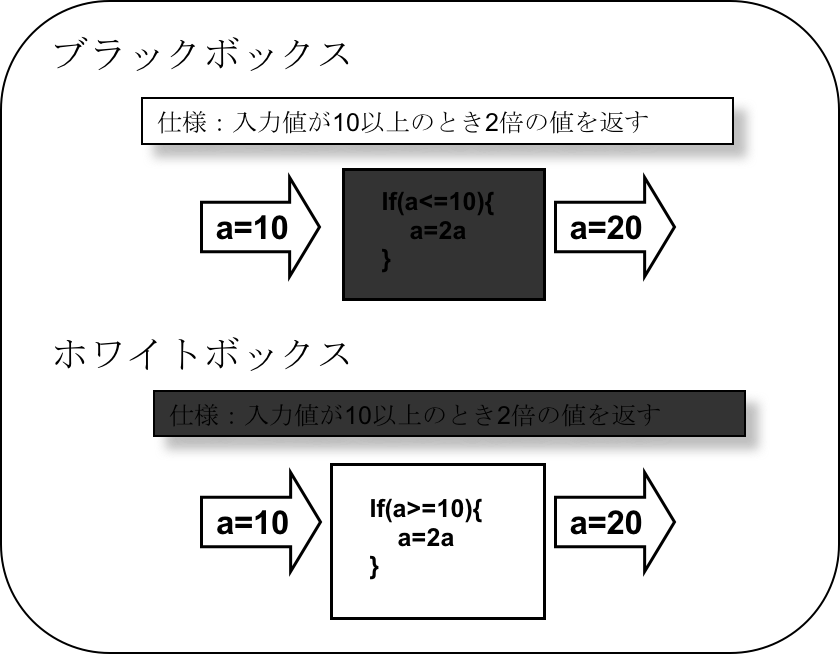 ブラックボックス
仕様：入力値が10以上のとき2倍の値を返す
a=10
If(a<=10){
a=2a
}
a=20
ホワイトボックス
仕様：入力値が10以上のとき2倍の値を返す
a=10
If(a>=10){
a=2a
}
a=20